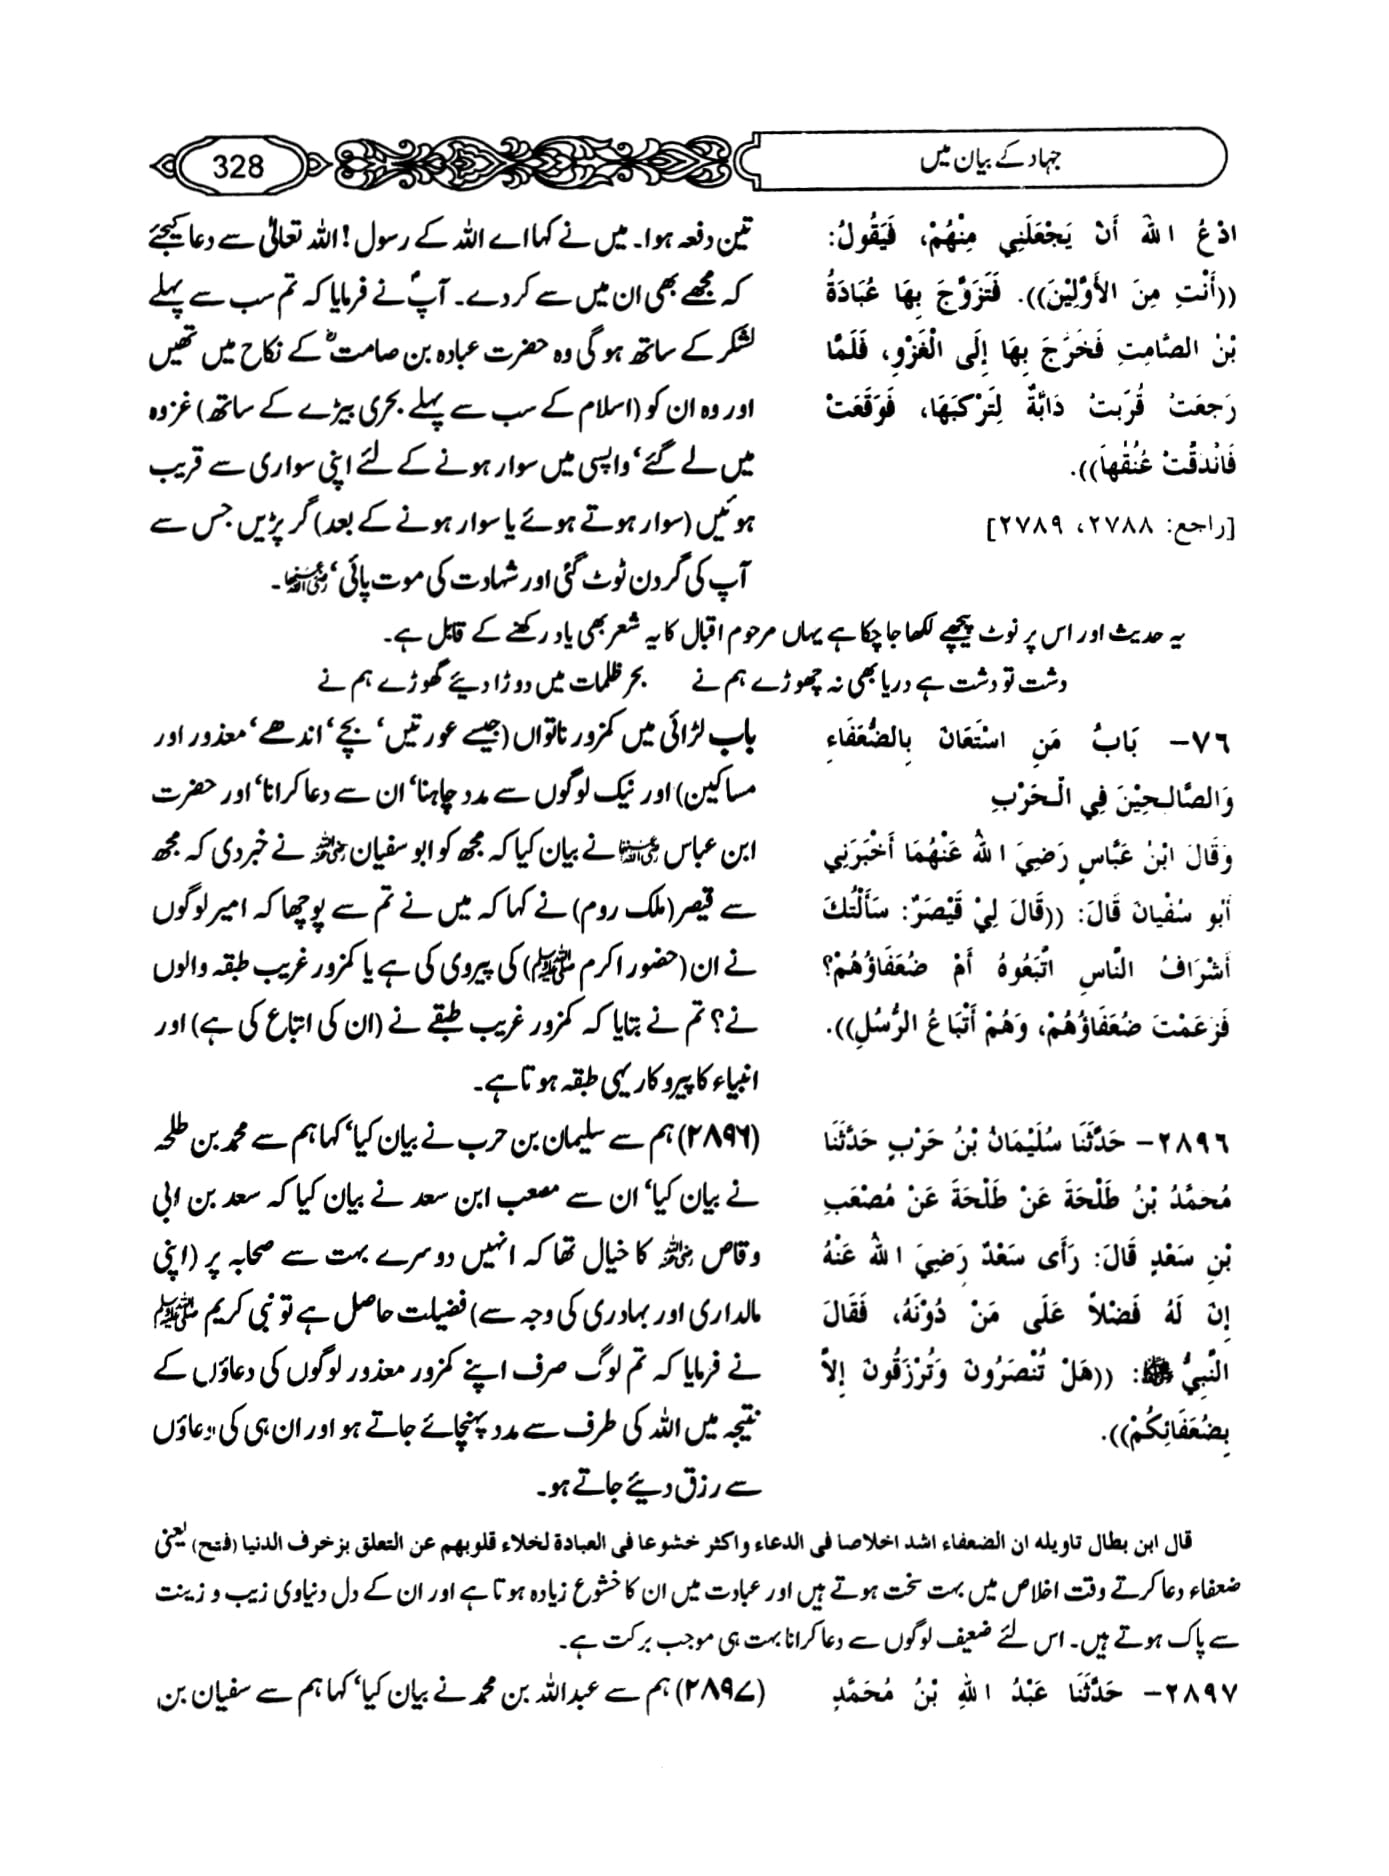 جہاد کے بیان میں
328
ادْعُ اللهَ أَنْ يَجْعَلَنِي مِنْهُمْ، فَيَقُولُ:
((أَنْتِ مِنَ الأَوَّلِيْنَ)). فَتَزَوَّجَ بِهَا عُبَادَةُ
بْنُ الصَّامِتِ فَخَرَجَ بِهَا إِلَى الْغَزْوِ، فَلَمَّا
رَجَعَتْ قُرِّبَتْ دَابَّةٌ لِتَرْكَبَهَا، فَوَقَعَتْ
فَانْدَقَّتْ عُنُقُهَا)).
[راجع: ٢٧٨٨، ٢٧٨٩]
تین دفعہ ہوا۔ میں نے کہا اے اللہ کے رسول! اللہ تعالٰی سے دعا کیجئے
کہ مجھے بھی ان میں سے کر دے۔ آپؐ نے فرمایا کہ تم سب سے پہلے
لشکر کے ساتھ ہو گی وہ حضرت عبادہ بن صامتؓ کے نکاح میں تھیں
اور وہ ان کو (اسلام کے سب سے پہلے بحری بیڑے کے ساتھ) غزوہ
میں لے گئے‘ واپسی میں سوار ہونے کے لئے اپنی سواری سے قریب
ہوئیں (سوار ہوتے ہوئے یا سوار ہونے کے بعد) گر پڑیں جس سے
آپ کی گردن ٹوٹ گئی اور شہادت کی موت پائی‘ رضی اللہ عنہا۔
یہ حدیث اور اس پر نوٹ پیچھے لکھا جا چکا ہے یہاں مرحوم اقبال کا یہ شعر بھی یاد رکھنے کے قابل ہے۔
دشت تو دشت ہے دریا بھی نہ چھوڑے ہم نے بحر ظلمات میں دوڑا دیئے گھوڑے ہم نے
٧٦- بَابُ مَنِ اسْتَعَانَ بِالضُّعَفَاءِ
وَالصَّالِحِيْنَ فِي الْحَرْبِ
وَقَالَ ابْنُ عَبَّاسٍ رَضِيَ اللهُ عَنْهُمَا أَخْبَرَنِي
أَبُو سُفْيَانَ قَالَ: ((قَالَ لِيْ قَيْصَرُ: سَأَلْتُكَ
أَشْرَافُ النَّاسِ اتَّبَعُوهُ أَمْ ضُعَفَاؤُهُمْ؟
فَزَعَمْتَ ضُعَفَاؤُهُمْ، وَهُمْ أَتْبَاعُ الرُّسُلِ)).
باب لڑائی میں کمزور ناتواں (جیسے عورتیں‘ بچے‘ اندھے‘ معذور اور
مساکین) اور نیک لوگوں سے مدد چاہنا‘ ان سے دعا کرانا‘ اور حضرت
ابن عباس رضی اللہ عنہما نے بیان کیا کہ مجھ کو ابو سفیان رضی اللہ عنہ نے خبر دی کہ مجھ
سے قیصر (ملک روم) نے کہا کہ میں نے تم سے پوچھا کہ امیر لوگوں
نے ان (حضور اکرم صلی اللہ علیہ وسلم) کی پیروی کی ہے یا کمزور غریب طبقہ والوں
نے؟ تم نے بتایا کہ کمزور غریب طبقے نے (ان کی اتباع کی ہے) اور
انبیاء کا پیروکار یہی طبقہ ہوتا ہے۔
٢٨٩٦- حَدَّثَنَا سُلَيْمَانُ بْنُ حَرْبٍ حَدَّثَنَا
مُحَمَّدُ بْنُ طَلْحَةَ عَنْ طَلْحَةَ عَنْ مُصْعَبِ
بْنِ سَعْدٍ قَالَ: رَأَى سَعْدٌ رَضِيَ اللهُ عَنْهُ
إِنَّ لَهُ فَضْلاً عَلَى مَنْ دُوْنَهُ، فَقَالَ
النَّبِيُّ ﷺ: ((هَلْ تُنْصَرُونَ وَتُرْزَقُونَ إِلاَّ
بِضُعَفَائِكُمْ)).
(۲۸۹۶) ہم سے سلیمان بن حرب نے بیان کیا‘ کہا ہم سے محمد بن طلحہ
نے بیان کیا‘ ان سے مصعب ابن سعد نے بیان کیا کہ سعد بن ابی
وقاص رضی اللہ عنہ کا خیال تھا کہ انہیں دوسرے بہت سے صحابہ پر (اپنی
مالداری اور بہادری کی وجہ سے) فضیلت حاصل ہے تو نبی کریم صلی اللہ علیہ وسلم
نے فرمایا کہ تم لوگ صرف اپنے کمزور معذور لوگوں کی دعاؤں کے
نتیجہ میں اللہ کی طرف سے مدد پہنچائے جاتے ہو اور ان ہی کی دعاؤں
سے رزق دیئے جاتے ہو۔
قال ابن بطال تاويله ان الضعفاء اشد اخلاصا فى الدعاء واكثر خشوعا فى العبادة لخلاء قلوبهم عن التعلق بزخرف الدنيا (فتح) یعنی
ضعفاء دعا کرتے وقت اخلاص میں بہت سخت ہوتے ہیں اور عبادت میں ان کا خشوع زیادہ ہوتا ہے اور ان کے دل دنیاوی زیب و زینت
سے پاک ہوتے ہیں۔ اس لئے ضعیف لوگوں سے دعا کرانا بہت ہی موجب برکت ہے۔
٢٨٩٧- حَدَّثَنَا عَبْدُ اللهِ بْنُ مُحَمَّدٍ
(۲۸۹۷) ہم سے عبداللہ بن محمد نے بیان کیا‘ کہا ہم سے سفیان بن